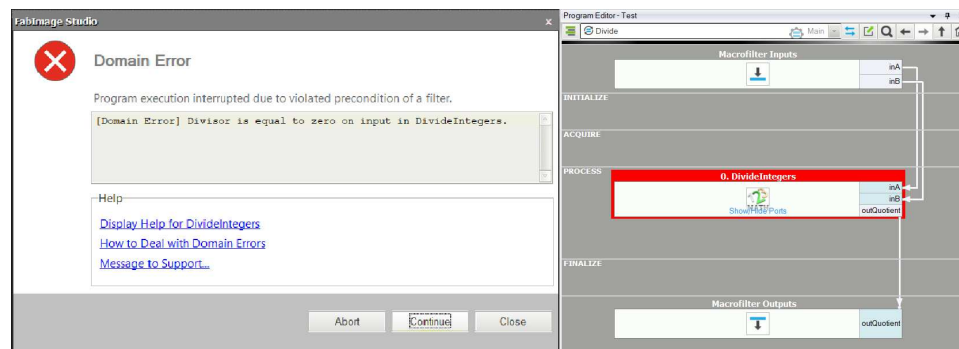 FabImage Studio
x
Domain Error
Program execution interrupted due to violated precondition of a filter.
[Domain Error] Divisor is equal to zero on input in DivideIntegers.
Help
Display Help for DivideIntegers
How to Deal with Domain Errors
Message to Support...
Abort
Continue
Close
Program Editor - Test
Divide
Main
Macrofilter Inputs
inA
inB
INITIALIZE
ACQUIRE
PROCESS
0. DivideIntegers
inA
inB
Show/Hide Ports
outQuotient
FINALIZE
Macrofilter Outputs
outQuotient